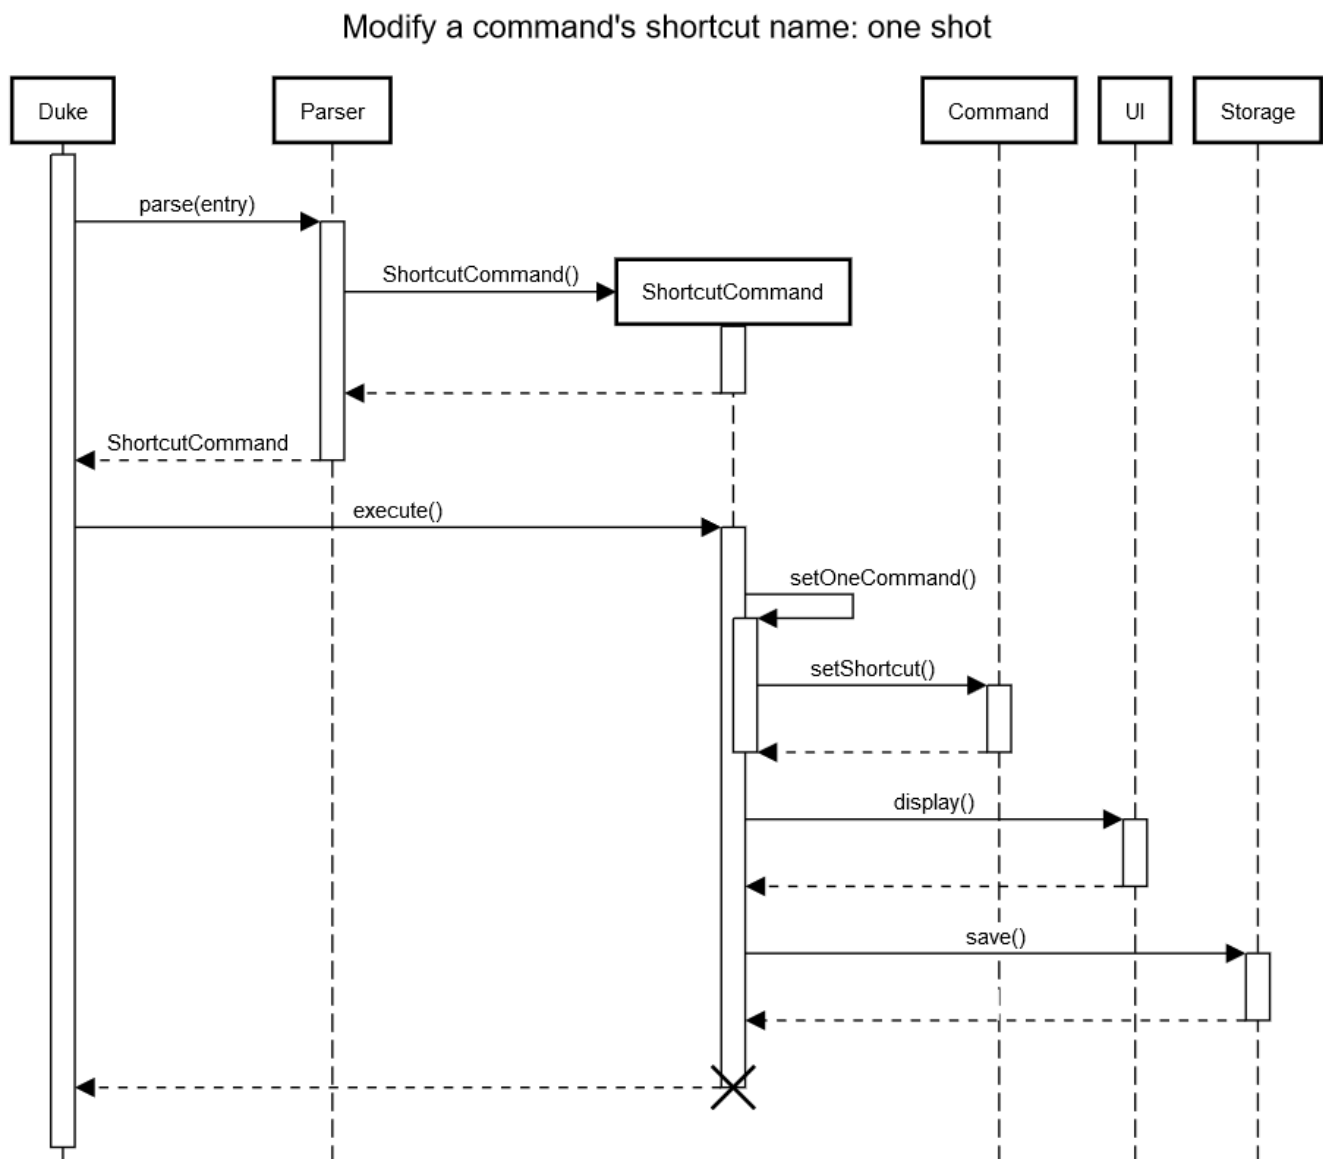 Modify a command's shortcut name: one shot
Duke
Parser
Command
UI
Storage
parse(entry)
ShortcutCommand()
ShortcutCommand
ShortcutCommand
execute()
setOneCommand()
setShortcut()
display()
save()